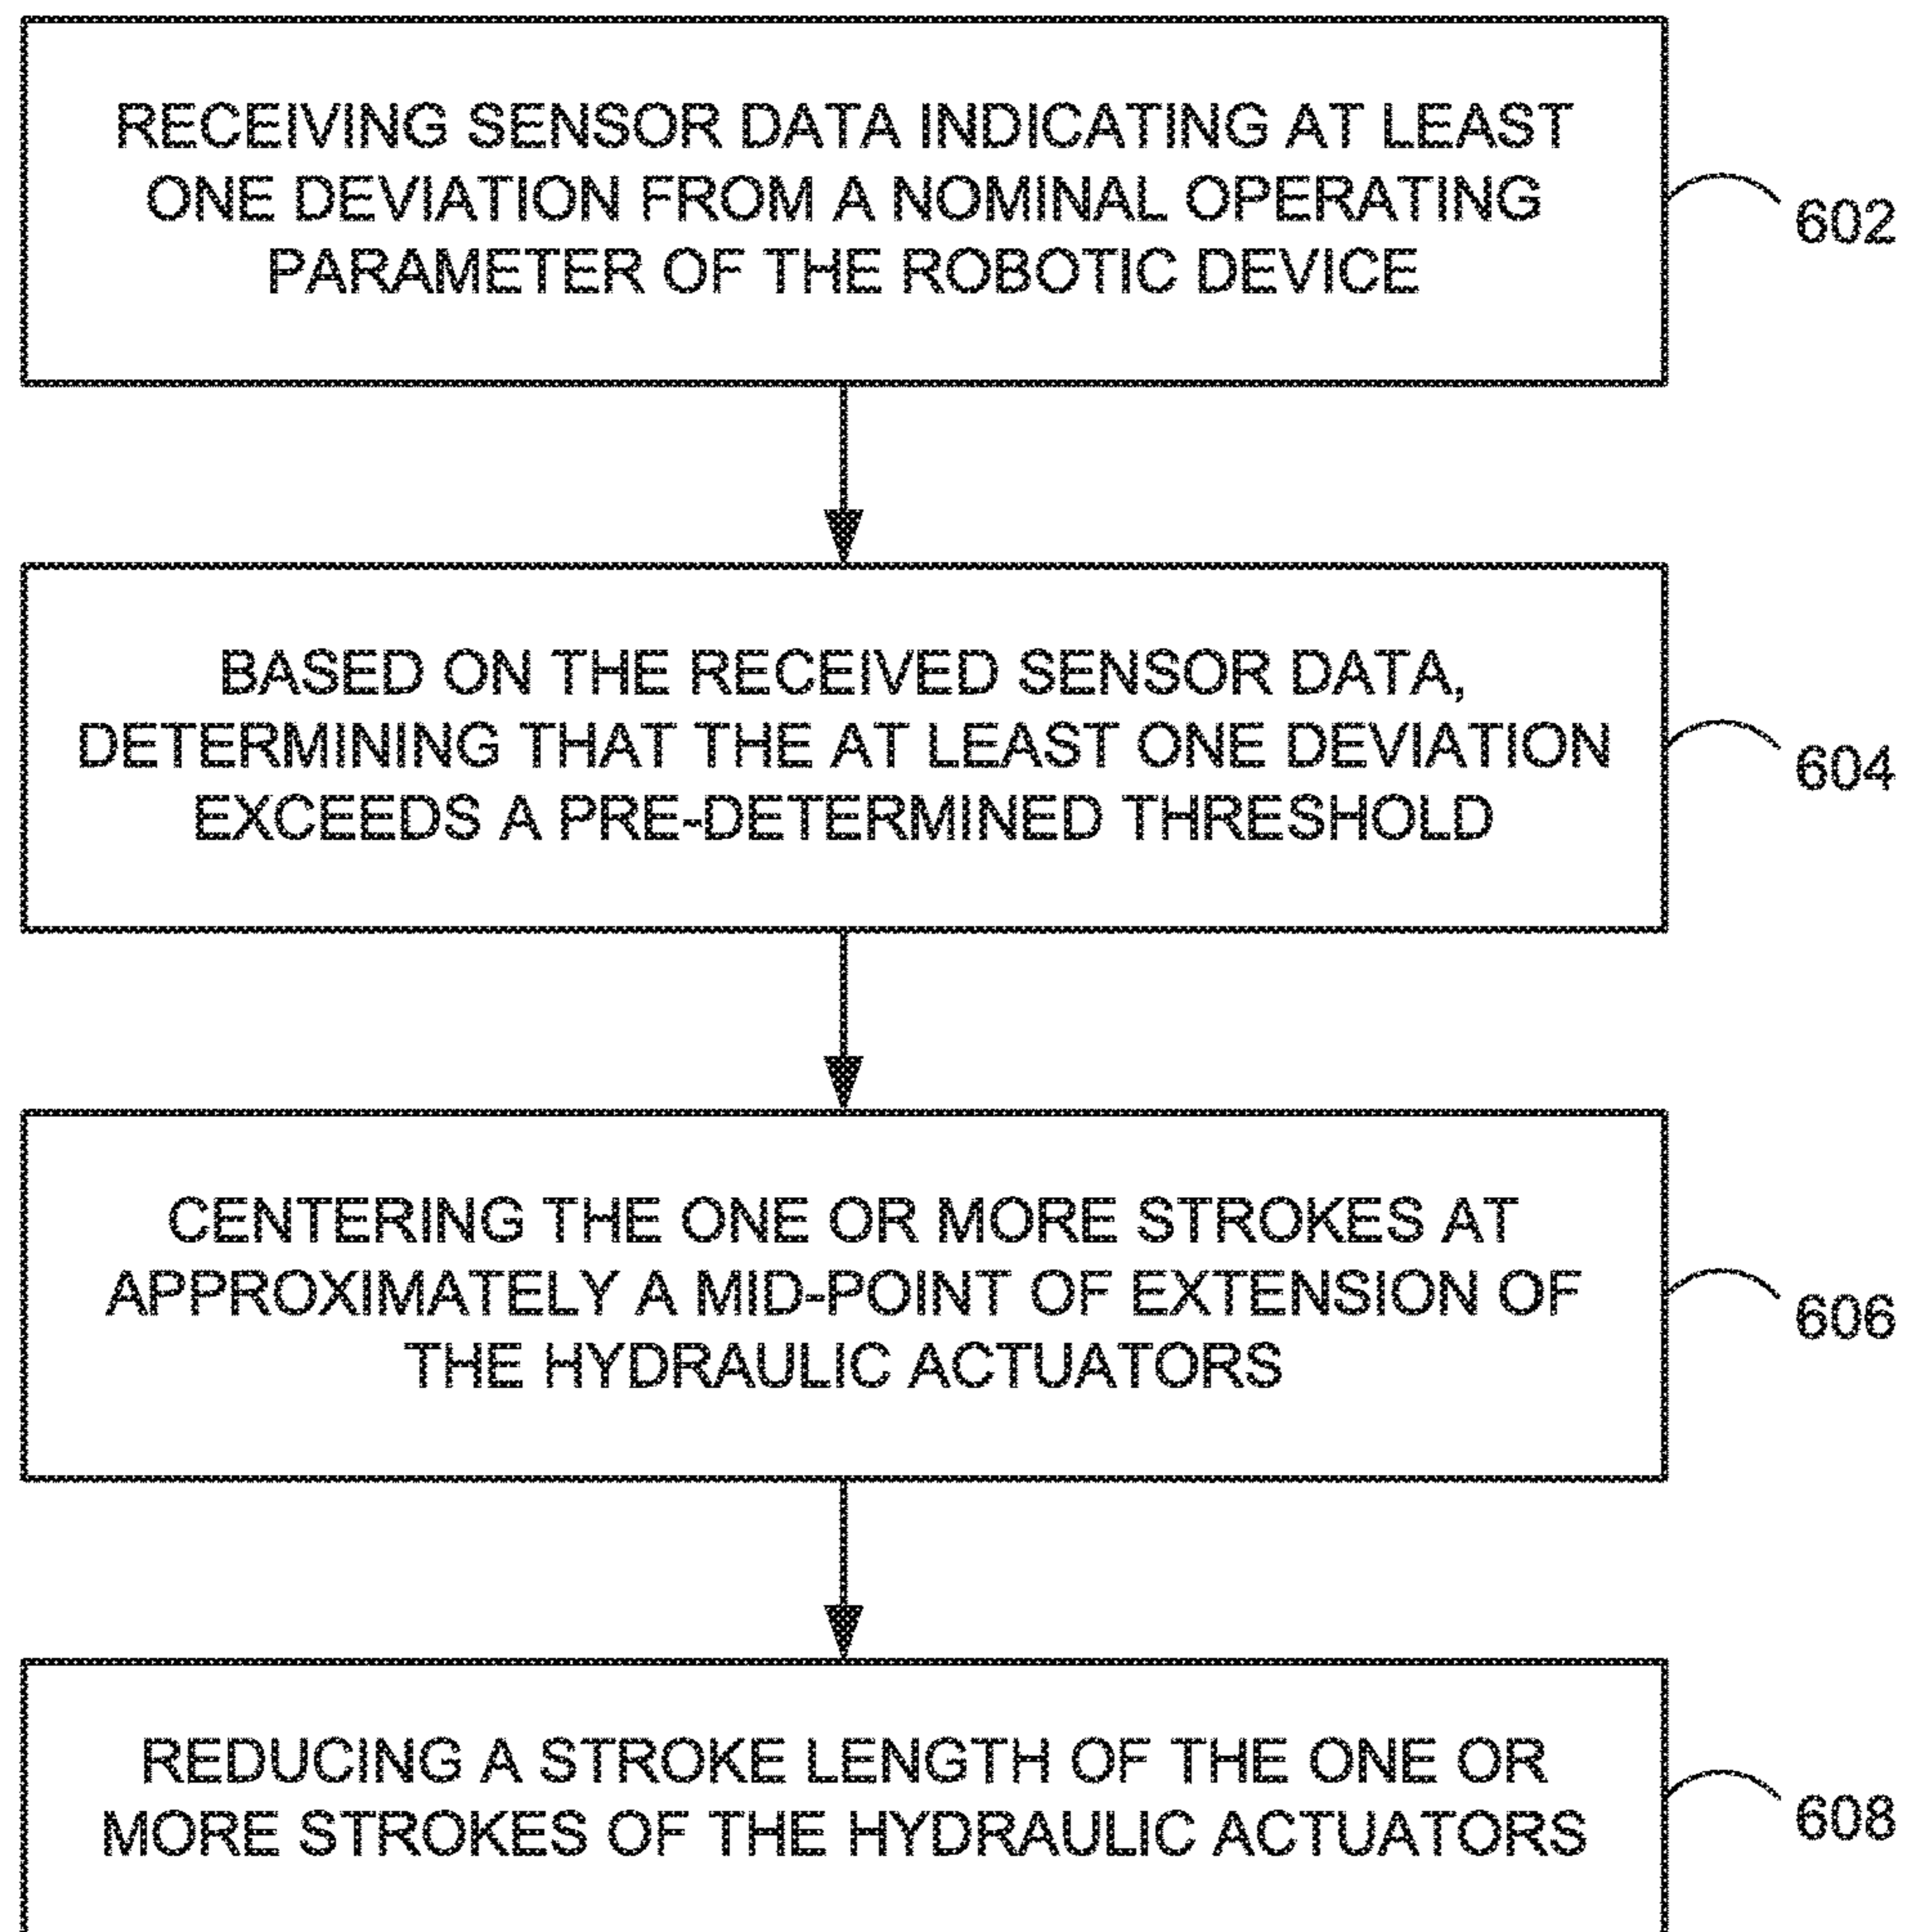 RECEIVING SENSOR DATA INDICATING AT LEAST
ONE DEVIATION FROM A NOMINAL OPERATING
PARAMETER OF THE ROBOTIC DEVICE
602
BASED ON THE RECEIVED SENSOR DATA,
DETERMINING THAT THE AT LEAST ONE DEVIATION
EXCEEDS A PRE-DETERMINED THRESHOLD
604
CENTERING THE ONE OR MORE STROKES AT
APPROXIMATELY A MID-POINT OF EXTENSION OF
THE HYDRAULIC ACTUATORS
606
REDUCING A STROKE LENGTH OF THE ONE OR
MORE STROKES OF THE HYDRAULIC ACTUATORS
608